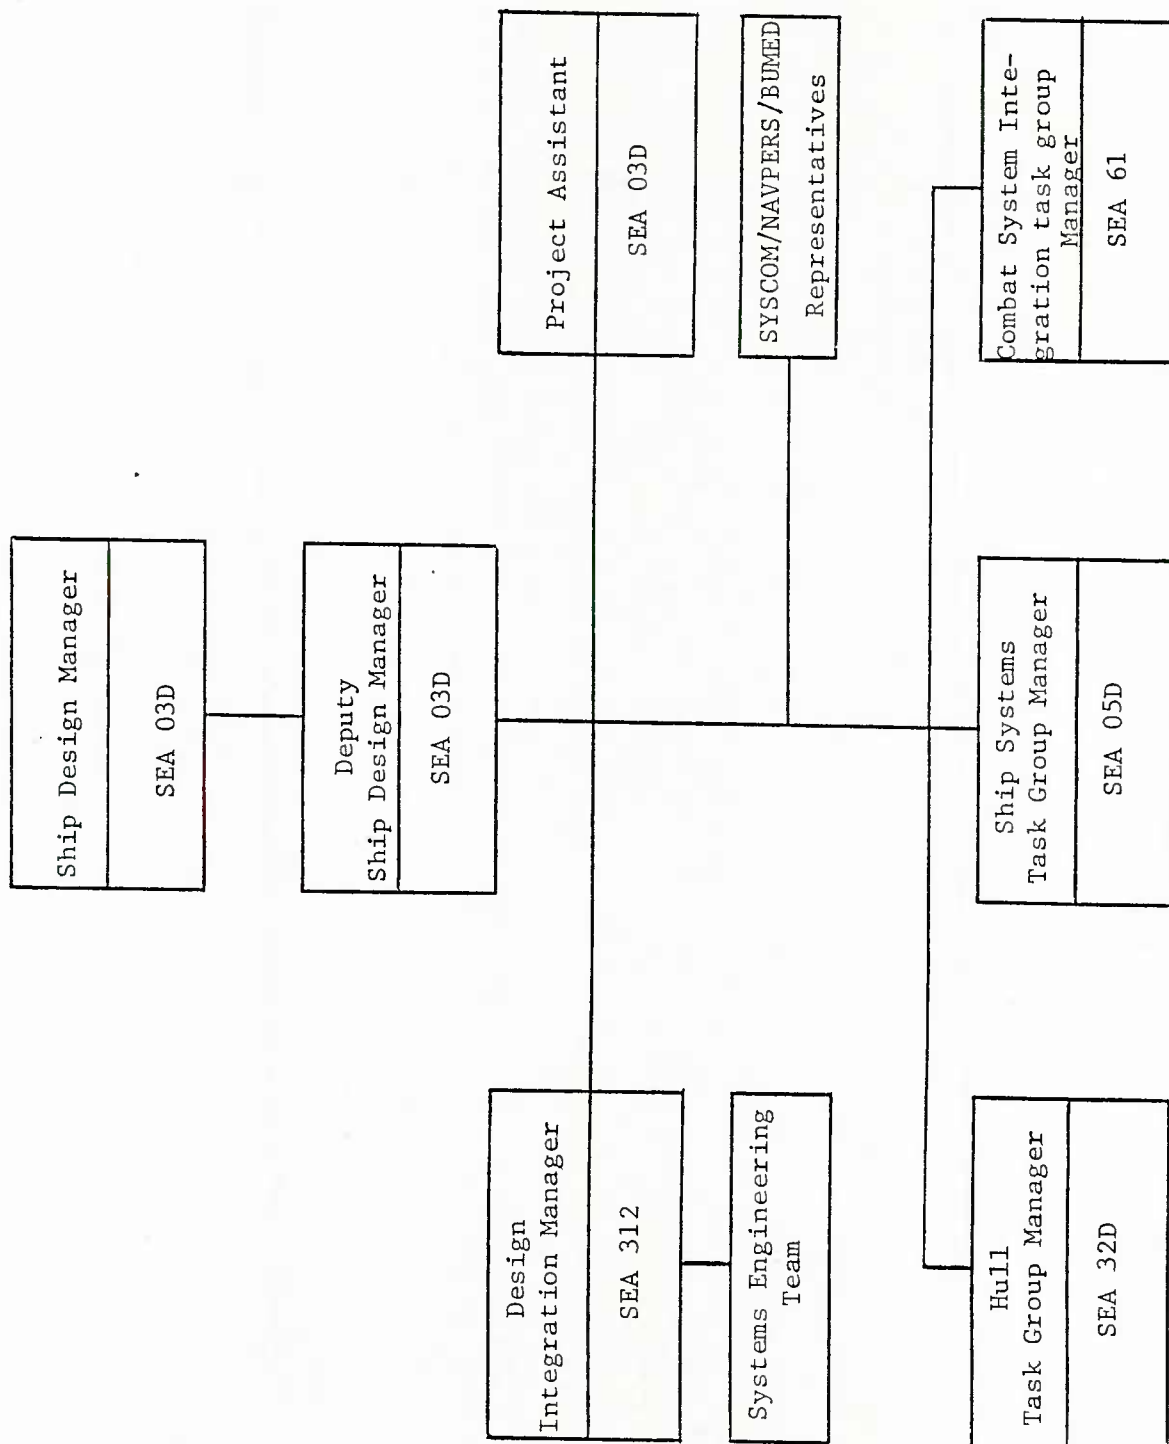 Ship Design Manager
SEA 03D
Deputy
Ship Design Manager
SEA 03D
Design
Integration Manager
SEA 312
Project Assistant
SEA 03D
Systems Engineering
Team
SYSCOM/NAVPERS/BUMED
Representatives
Hull
Task Group Manager
SEA 32D
Ship Systems
Task Group Manager
SEA 05D
Combat System Inte-
gration task group
Manager
SEA 61